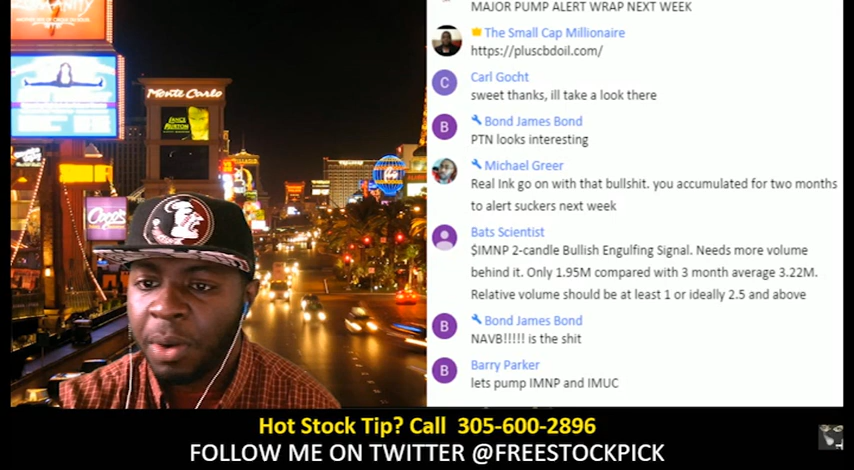 MAJOR PUMP ALERT WRAP NEXT WEEK
The Small Cap Millionaire
https://pluscbdoil.com/
C
Carl Gocht
sweet thanks, ill take a look there
B
Bond James Bond
PTN looks interesting
Michael Greer
Real Ink go on with that bullshit. you accumulated for two months
to alert suckers next week
Bats Scientist
$IMNP 2-candle Bullish Engulfing Signal. Needs more volume
behind it. Only 1.95M compared with 3 month average 3.22M.
Relative volume should be at least 1 or ideally 2.5 and above
B
Bond James Bond
NAVB!!!!! is the shit
B
Barry Parker
lets pump IMNP and IMUC
Monte Carlo
Hot Stock Tip? Call 305-600-2896
FOLLOW ME ON TWITTER @FREESTOCKPICK